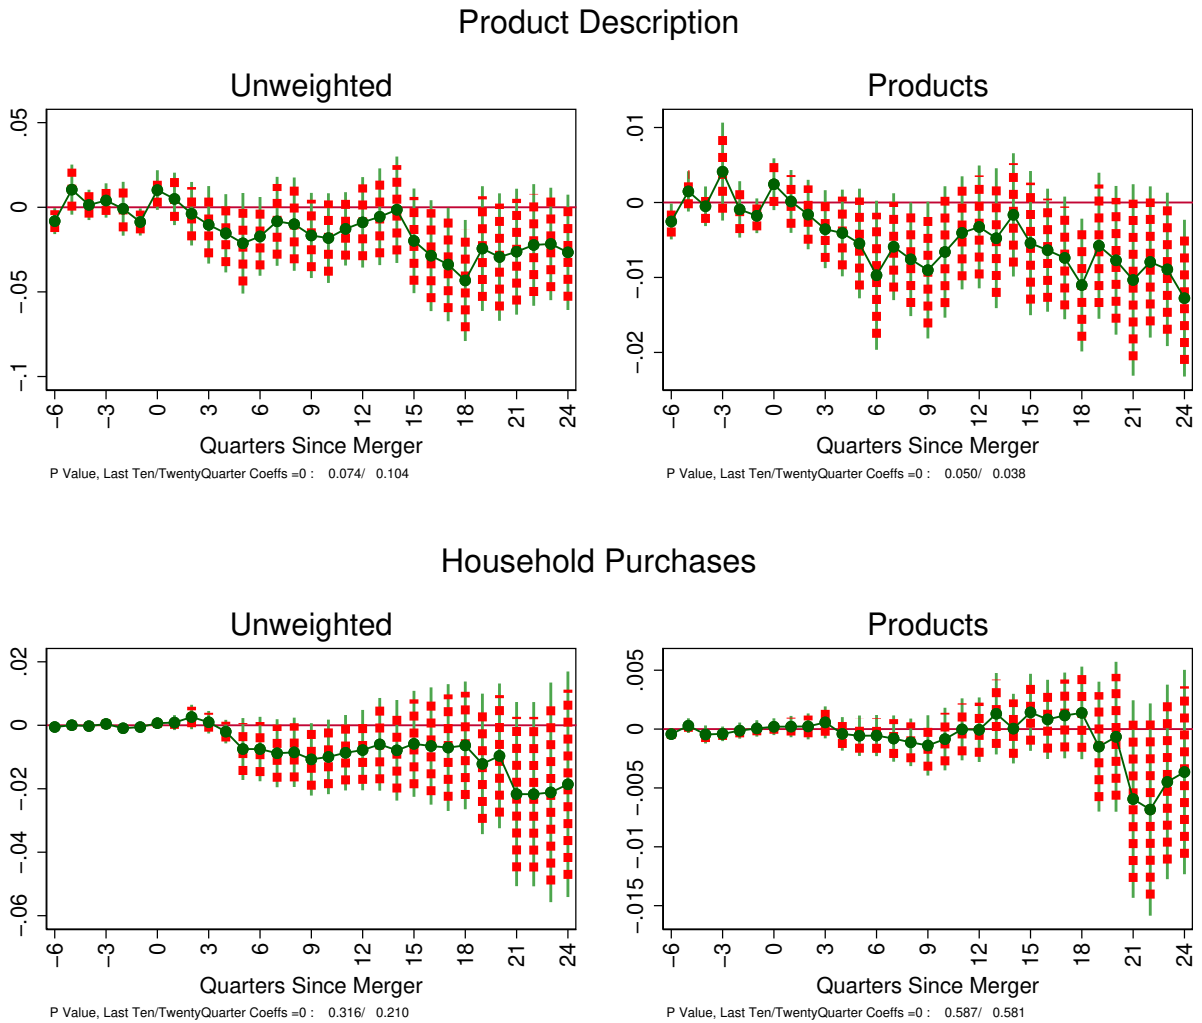 Product Description
Unweighted
.05
0
−.05
−.1
−6 −3 0 3 6 9 12 15 18 21 24
Quarters Since Merger
P Value, Last Ten/TwentyQuarter Coeffs =0 : 0.074/ 0.104
Products
.01
0
−.01
−.02
−6 −3 0 3 6 9 12 15 18 21 24
Quarters Since Merger
P Value, Last Ten/TwentyQuarter Coeffs =0 : 0.050/ 0.038
Household Purchases
Unweighted
.02
0
−.02
−.04
−.06
−6 −3 0 3 6 9 12 15 18 21 24
Quarters Since Merger
P Value, Last Ten/TwentyQuarter Coeffs =0 : 0.316/ 0.210
Products
.005
0
−.005
−.01
−.015
−6 −3 0 3 6 9 12 15 18 21 24
Quarters Since Merger
P Value, Last Ten/TwentyQuarter Coeffs =0 : 0.587/ 0.581